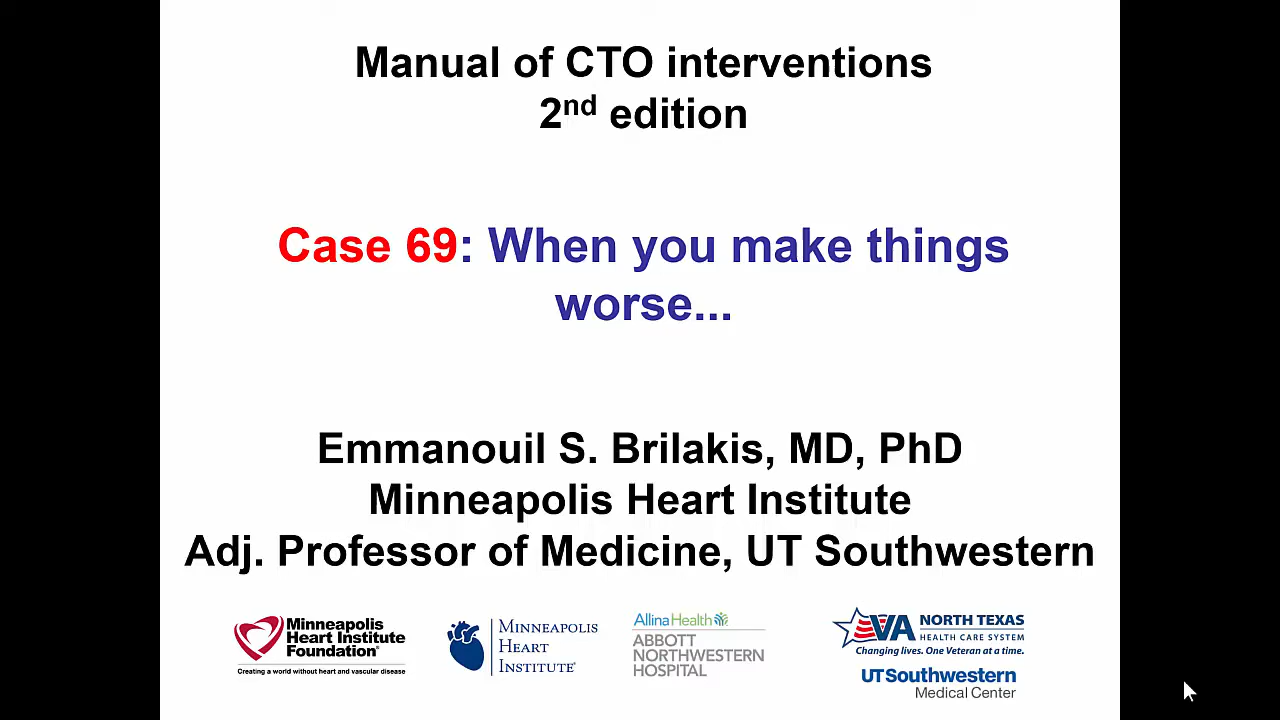 Manual of CTO interventions
2nd edition
Case 69: When you make things
worse...
Emmanouil S. Brilakis, MD, PhD
Minneapolis Heart Institute
Adj. Professor of Medicine, UT Southwestern
Minneapolis
Heart Institute
Foundation®
Creating a world without heart and vascular disease
MINNEAPOLIS
HEART
INSTITUTE®
Allina Health
ABBOTT
NORTHWESTERN
HOSPITAL
VA NORTH TEXAS
HEALTH CARE SYSTEM
Changing lives. One Veteran at a time.
UTSouthwestern
Medical Center